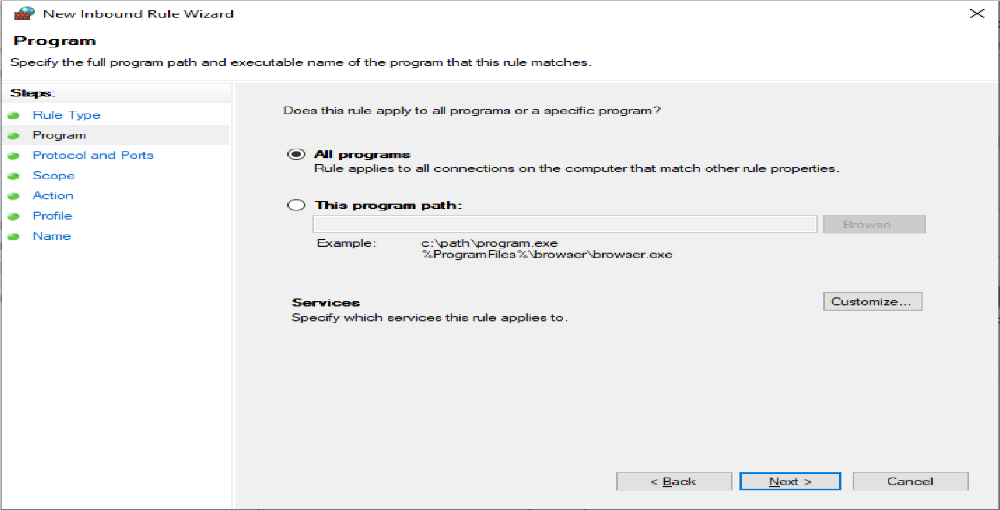 New Inbound Rule Wizard
Program
Specify the full program path and executable name of the program that this rule matches.
Steps:
Rule Type
Program
Protocol and Ports
Scope
Action
Profile
Name
Does this rule apply to all programs or a specific program?
All programs
Rule applies to all connections on the computer that match other rule properties.
This program path:
Browse...
Example: c:\path\program.exe
%ProgramFiles%\browser\browser.exe
Services
Customize...
Specify which services this rule applies to.
< Back Next > Cancel